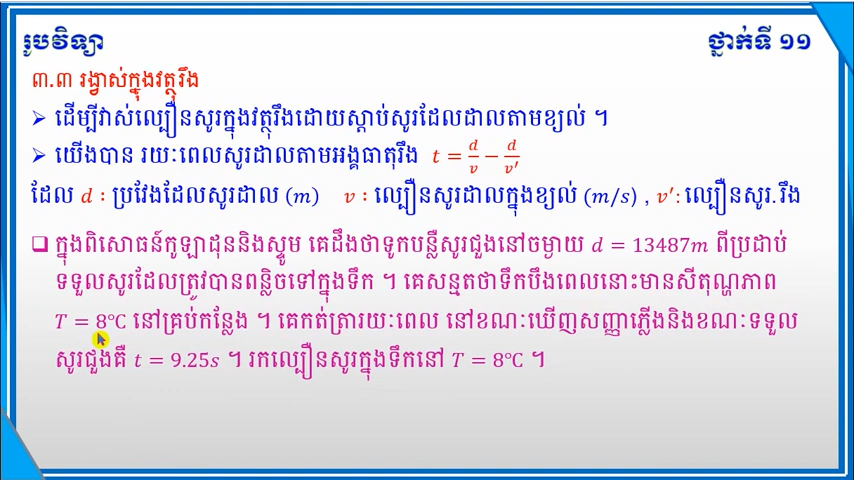 រូបវិទ្យា
ថ្នាក់ទី ១១
៣.៣ រង្វាស់ក្នុងវត្ថុរឹង
➢ ដើម្បីវាស់ល្បឿនសូរក្នុងវត្ថុរឹងដោយស្តាប់សូរដែលដាលតាមខ្យល់ ។
➢ យើងបាន រយៈពេលសូរដាលតាមអង្គធាតុរឹង t = d/v − d/v'
ដែល d : ប្រវែងដែលសូរដាល (m) v : ល្បឿនសូរដាលក្នុងខ្យល់ (m/s) , v': ល្បឿនសូរ.រឹង
❑ ក្នុងពិសោធន៍កូឡាដុននិងស្ទូម គេដឹងថាទូកបន្លឺសូរជួងនៅចម្ងាយ d = 13487m ពីប្រដាប់
ទទួលសូរដែលត្រូវបានពន្លិចទៅក្នុងទឹក ។ គេសន្មតថាទឹកបឹងពេលនោះមានសីតុណ្ហភាព
T = 8°C នៅគ្រប់កន្លែង ។ គេកត់ត្រារយៈពេល នៅខណៈឃើញសញ្ញាភ្លើងនិងខណៈទទួល
សូរជួងគឺ t = 9.25s ។ រកល្បឿនសូរក្នុងទឹកនៅ T = 8°C ។